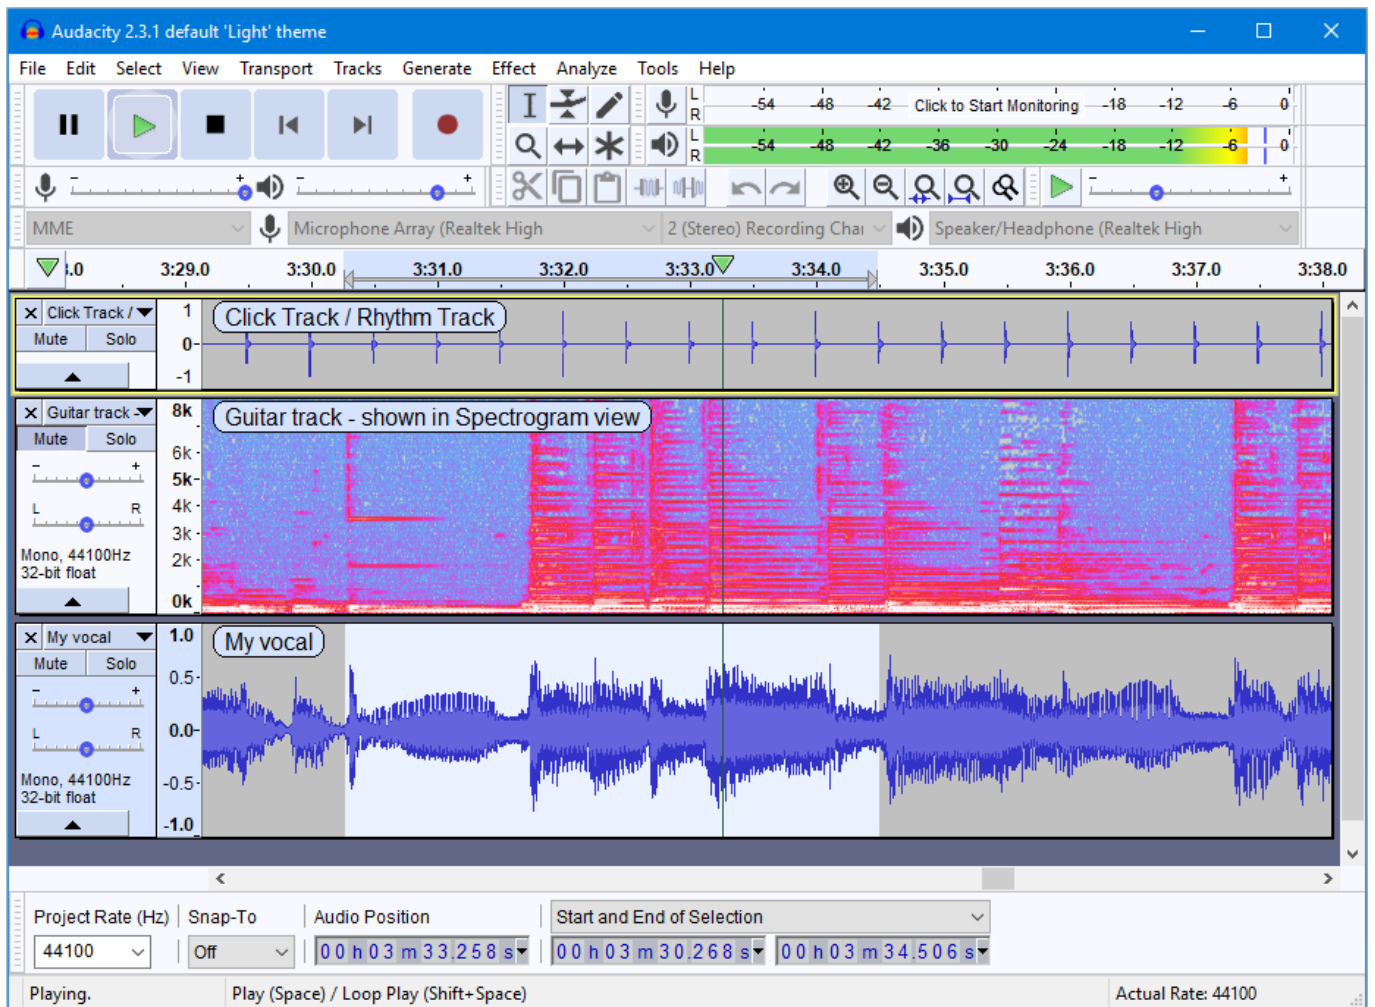 Audacity 2.3.1 default 'Light' theme
File Edit Select View Transport Tracks Generate Effect Analyze Tools Help
L
R
-54 -48 -42 Click to Start Monitoring -18 -12 -6 0
L
R
-54 -48 -42 -36 -30 -24 -18 -12 -6 0
- + - + - +
MME Microphone Array (Realtek High 2 (Stereo) Recording Chai Speaker/Headphone (Realtek High
3.0 3:29.0 3:30.0 3:31.0 3:32.0 3:33.0 3:34.0 3:35.0 3:36.0 3:37.0 3:38.0
Click Track / 1 Click Track / Rhythm Track
Mute Solo 0-
-1
Guitar track - 8k Guitar track - shown in Spectrogram view
Mute Solo 6k
- + 5k
L R 4k
3k
Mono, 44100Hz 2k
32-bit float
0k
My vocal 1.0 My vocal
Mute Solo 0.5
- +
L R 0.0
Mono, 44100Hz -0.5
32-bit float
-1.0
Project Rate (Hz) Snap-To Audio Position Start and End of Selection
44100 Off 00 h 03 m 33.258 s 00 h 03 m 30.268 s 00 h 03 m 34.506 s
Playing. Play (Space) / Loop Play (Shift+Space) Actual Rate: 44100